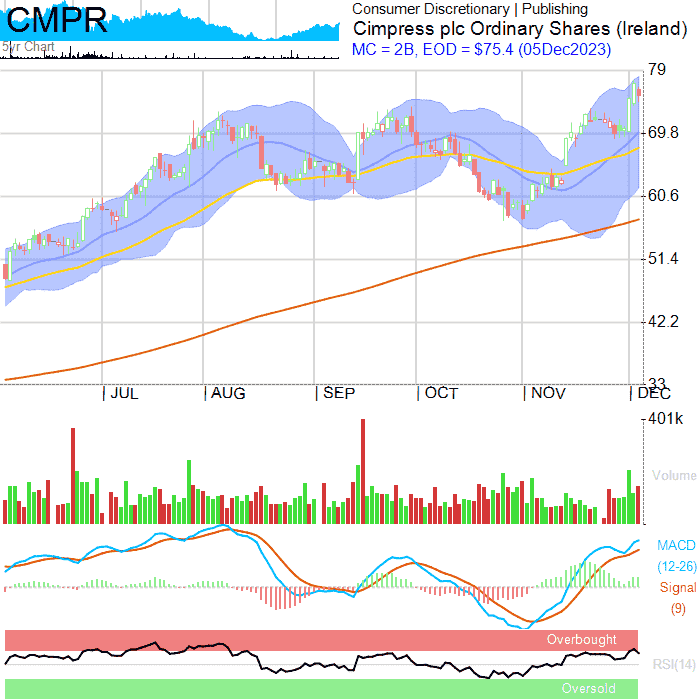 CMPR
5yr Chart
Consumer Discretionary | Publishing
Cimpress plc Ordinary Shares (Ireland)
MC = 2B, EOD = $75.4 (05Dec2023)
79
69.8
60.6
51.4
42.2
33
| JUL | AUG | SEP | OCT | NOV | DEC
401k
Volume
MACD
(12-26)
Signal
(9)
Overbought
RSI(14)
Oversold